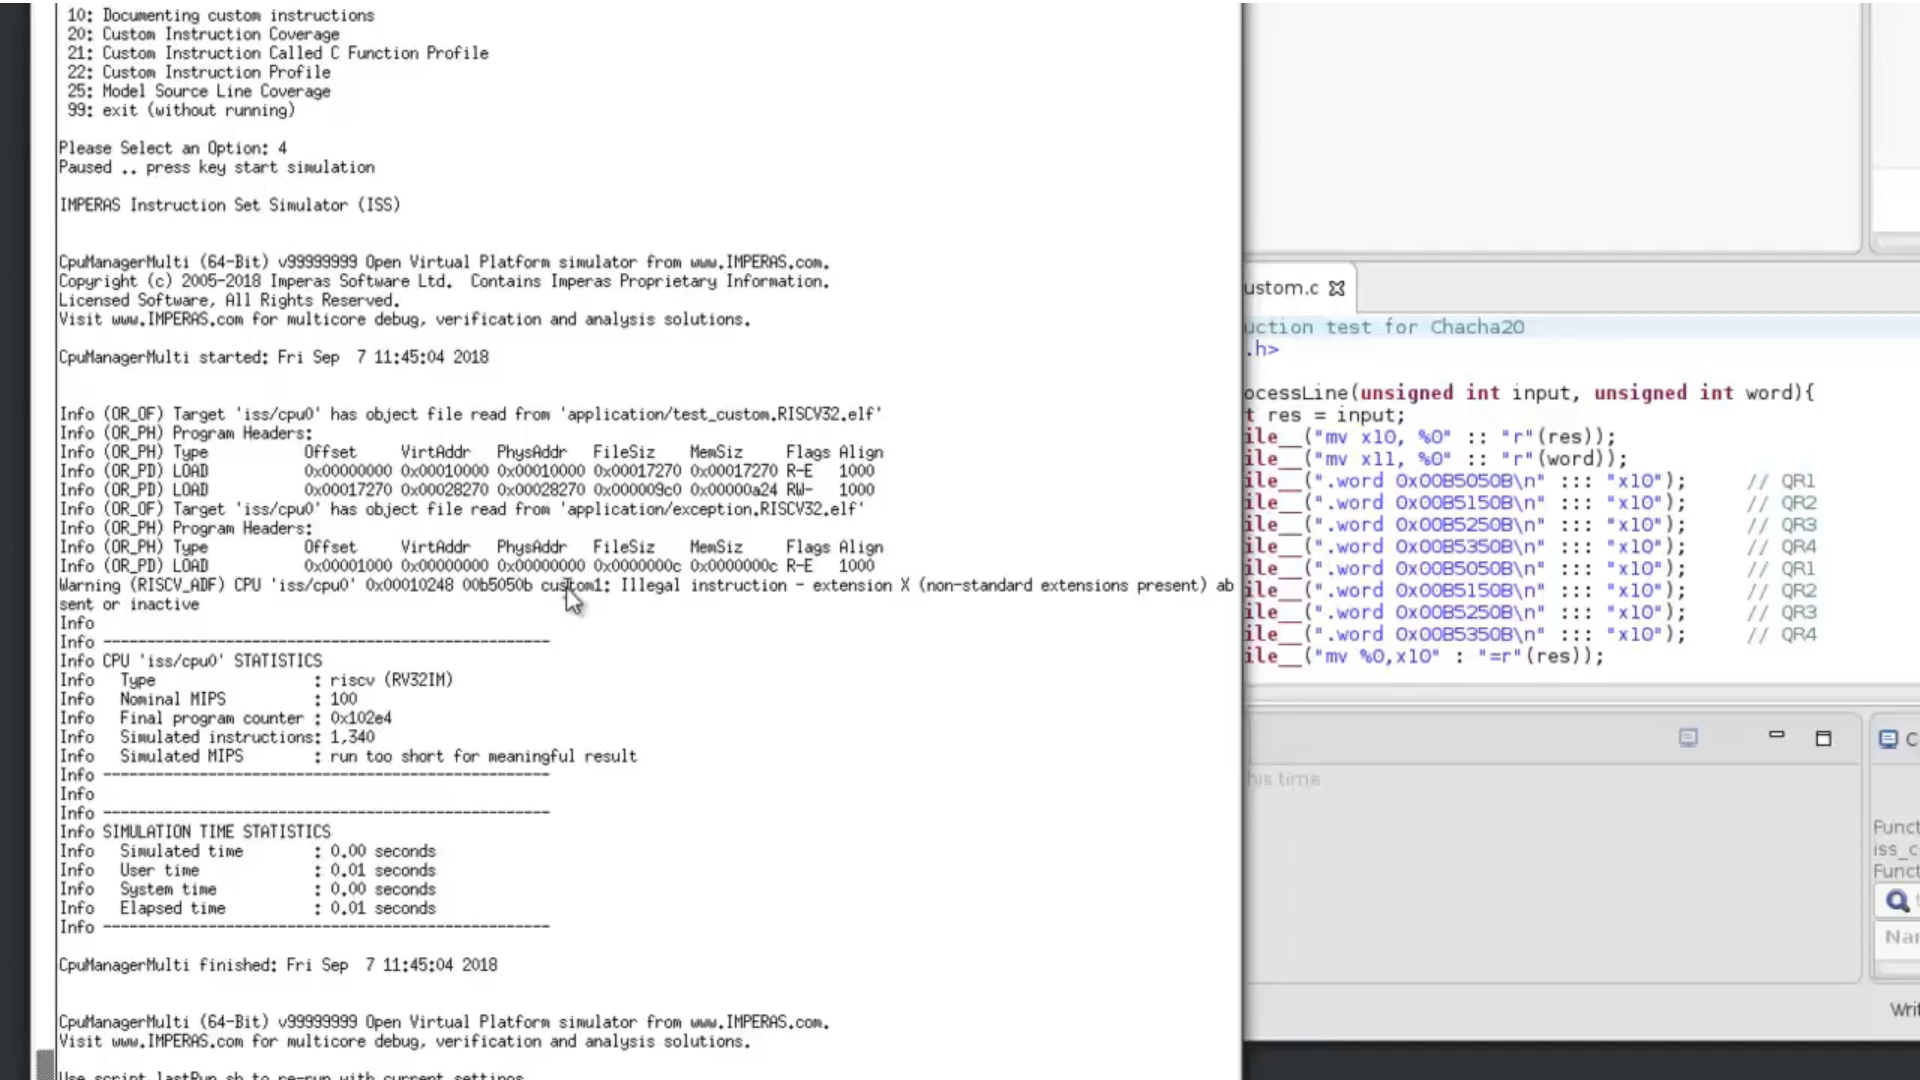 10: Documenting custom instructions
20: Custom Instruction Coverage
21: Custom Instruction Called C Function Profile
22: Custom Instruction Profile
25: Model Source Line Coverage
99: exit (without running)
Please Select an Option: 4
Paused .. press key start simulation
IMPERAS Instruction Set Simulator (ISS)
CpuManagerMulti (64-Bit) v99999999 Open Virtual Platform simulator from www.IMPERAS.com.
Copyright (c) 2005-2018 Imperas Software Ltd.  Contains Imperas Proprietary Information.
Licensed Software, All Rights Reserved.
Visit www.IMPERAS.com for multicore debug, verification and analysis solutions.
CpuManagerMulti started: Fri Sep  7 11:45:04 2018
Info (OR_OF) Target 'iss/cpu0' has object file read from 'application/test_custom.RISCV32.elf'
Info (OR_PH) Program Headers:
Info (OR_PH) Type           Offset     VirtAddr   PhysAddr   FileSiz    MemSiz     Flags Align
Info (OR_PD) LOAD           0x00000000 0x00010000 0x00010000 0x00017270 0x00017270 R-E   1000
Info (OR_PD) LOAD           0x00017270 0x00028270 0x00028270 0x000009c0 0x00000a24 RW-   1000
Info (OR_OF) Target 'iss/cpu0' has object file read from 'application/exception.RISCV32.elf'
Info (OR_PH) Program Headers:
Info (OR_PH) Type           Offset     VirtAddr   PhysAddr   FileSiz    MemSiz     Flags Align
Info (OR_PD) LOAD           0x00001000 0x00000000 0x00000000 0x0000000c 0x0000000c R-E   1000
Warning (RISCV_ADF) CPU 'iss/cpu0' 0x00010248 00b5050b custom1: Illegal instruction - extension X (non-standard extensions present) ab
sent or inactive
Info
Info ---------------------------------------------------
Info CPU 'iss/cpu0' STATISTICS
Info   Type                  : riscv (RV32IM)
Info   Nominal MIPS          : 100
Info   Final program counter : 0x102e4
Info   Simulated instructions: 1,340
Info   Simulated MIPS        : run too short for meaningful result
Info ---------------------------------------------------
Info
Info ---------------------------------------------------
Info SIMULATION TIME STATISTICS
Info   Simulated time        : 0.00 seconds
Info   User time             : 0.01 seconds
Info   System time           : 0.00 seconds
Info   Elapsed time          : 0.01 seconds
Info ---------------------------------------------------
CpuManagerMulti finished: Fri Sep  7 11:45:04 2018
CpuManagerMulti (64-Bit) v99999999 Open Virtual Platform simulator from www.IMPERAS.com.
Visit www.IMPERAS.com for multicore debug, verification and analysis solutions.
Use script lastRun.sh to re-run with current settings
ustom.c
uction test for Chacha20
.h>
ocessLine(unsigned int input, unsigned int word){
t res = input;
ile__("mv x10, %0" :: "r"(res));
ile__("mv x11, %0" :: "r"(word));
ile__(".word 0x00B5050B\n" ::: "x10");      // QR1
ile__(".word 0x00B5150B\n" ::: "x10");      // QR2
ile__(".word 0x00B5250B\n" ::: "x10");      // QR3
ile__(".word 0x00B5350B\n" ::: "x10");      // QR4
ile__(".word 0x00B5050B\n" ::: "x10");      // QR1
ile__(".word 0x00B5150B\n" ::: "x10");      // QR2
ile__(".word 0x00B5250B\n" ::: "x10");      // QR3
ile__(".word 0x00B5350B\n" ::: "x10");      // QR4
ile__("mv %0,x10" : "=r"(res));
his time.
C
Funct
iss_c
Funct
Nar
Writ